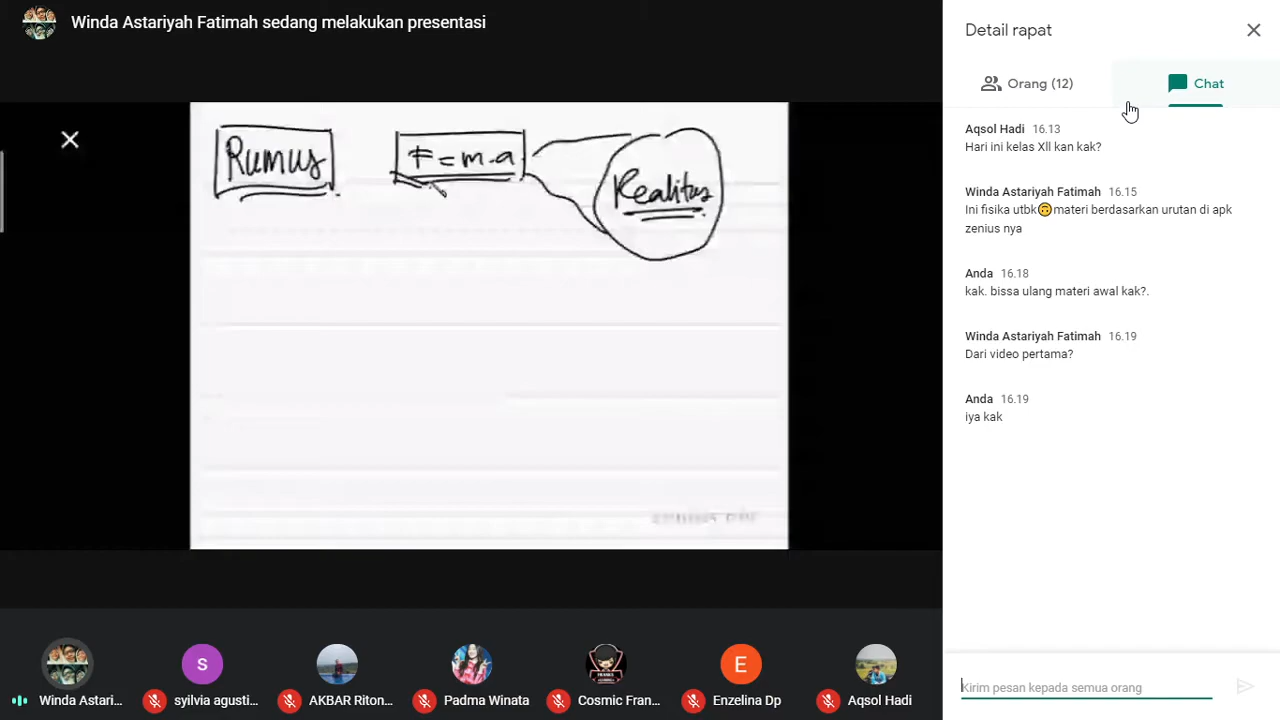 Winda Astariyah Fatimah sedang melakukan presentasi
Rumus
F = m . a
Realitas
Detail rapat
Orang (12)
Chat
Aqsol Hadi 16.13
Hari ini kelas Xll kan kak?
Winda Astariyah Fatimah 16.15
Ini fisika utbk🙃materi berdasarkan urutan di apk
zenius nya
Anda 16.18
kak. bissa ulang materi awal kak?.
Winda Astariyah Fatimah 16.19
Dari video pertama?
Anda 16.19
iya kak
Kirim pesan kepada semua orang
S
E
Winda Astari...
syilvia agusti...
AKBAR Riton...
Padma Winata
Cosmic Fran...
Enzelina Dp
Aqsol Hadi